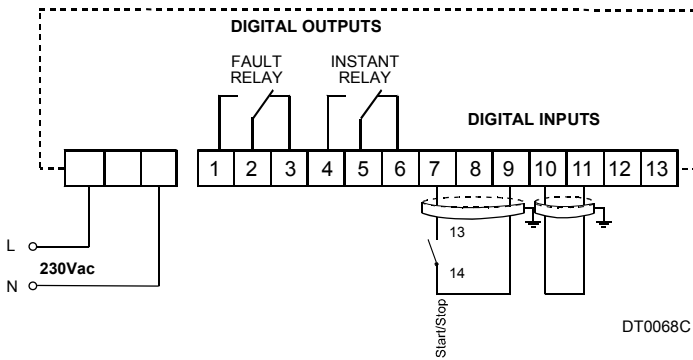 DIGITAL OUTPUTS
FAULT
RELAY
INSTANT
RELAY
DIGITAL INPUTS
1 2 3 4 5 6 7 8 9 10 11 12 13
13
L
230Vac
14
N
Start/Stop
DT0068C